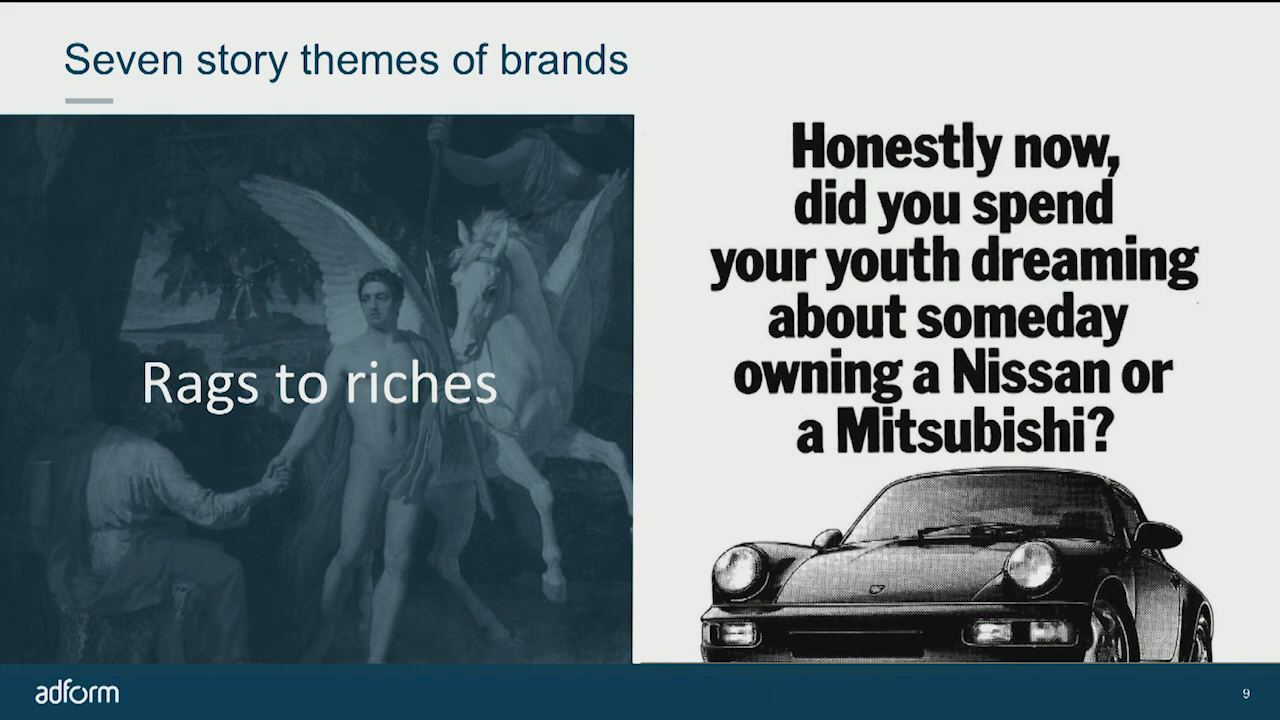 Seven story themes of brands
Rags to riches
Honestly now,
did you spend
your youth dreaming
about someday
owning a Nissan or
a Mitsubishi?
adform
9